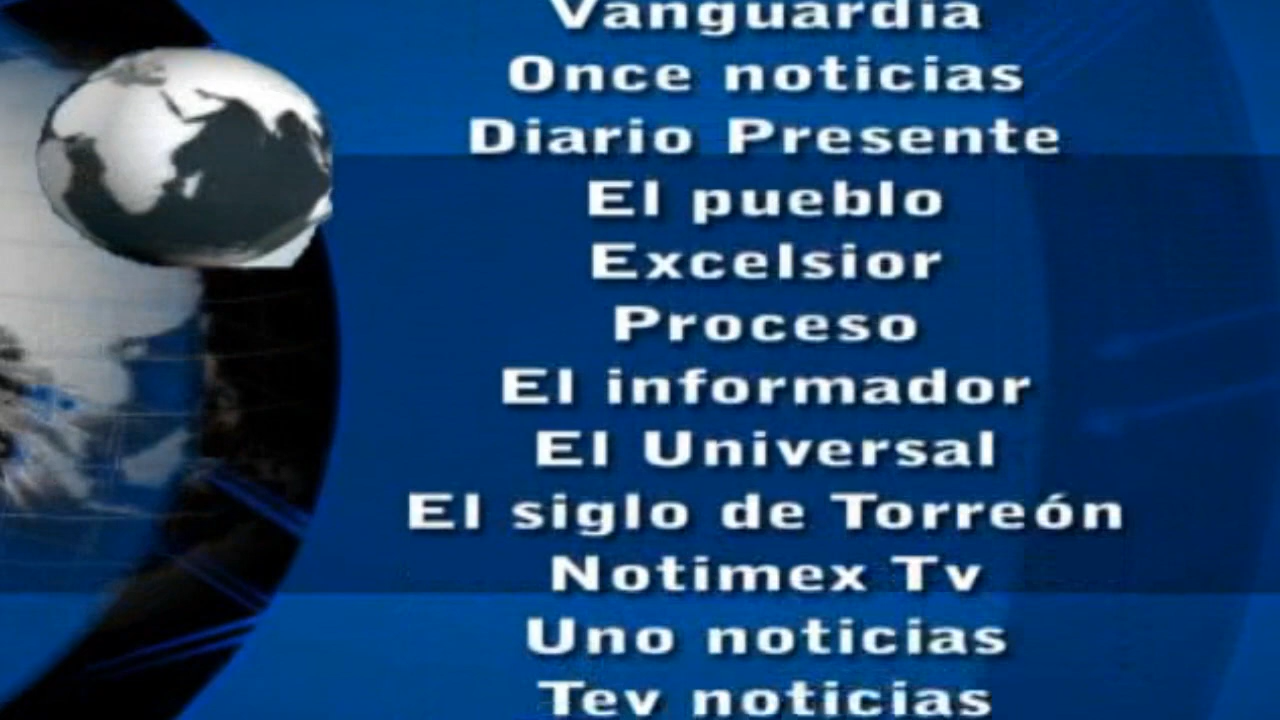 Vanguardia
Once noticias
Diario Presente
El pueblo
Excelsior
Proceso
El informador
El Universal
El siglo de Torreón
Notimex Tv
Uno noticias
Tev noticias